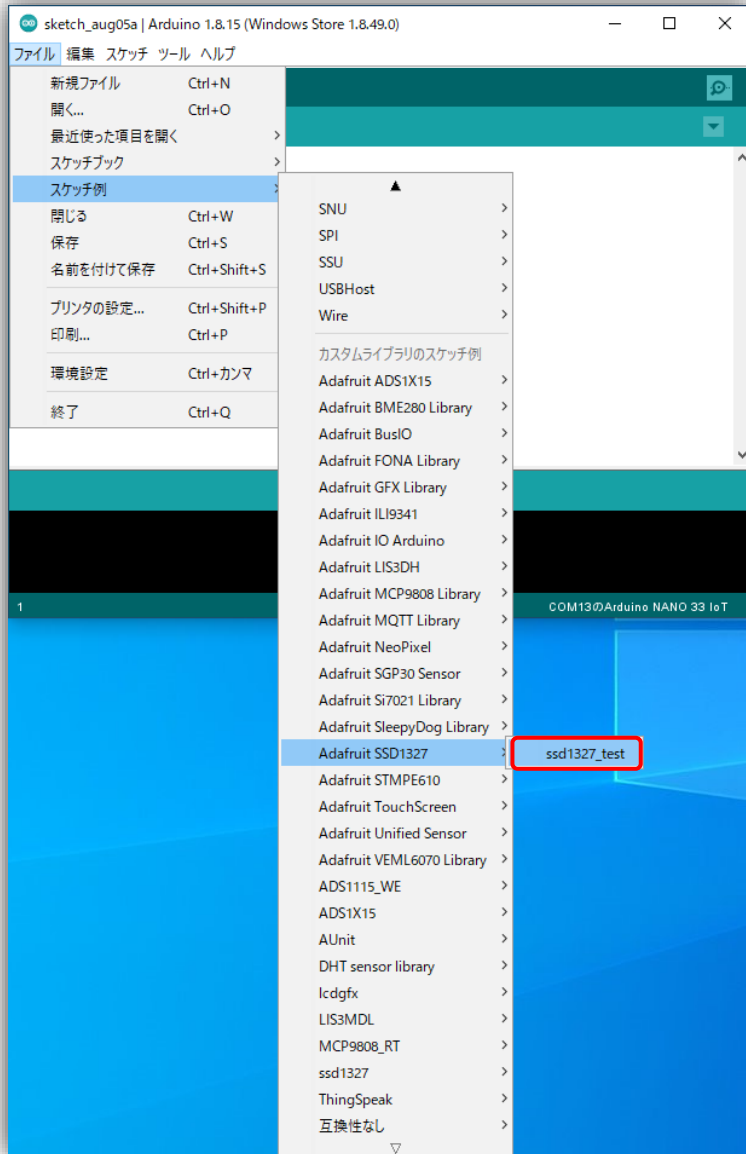 sketch_aug05a | Arduino 1.8.15 (Windows Store 1.8.49.0)
ファイル 編集 スケッチ ツール ヘルプ
新規ファイル Ctrl+N
開く... Ctrl+O
最近使った項目を開く
スケッチブック
スケッチ例
閉じる Ctrl+W
保存 Ctrl+S
名前を付けて保存 Ctrl+Shift+S
プリンタの設定... Ctrl+Shift+P
印刷... Ctrl+P
環境設定 Ctrl+カンマ
終了 Ctrl+Q
SNU
SPI
SSU
USBHost
Wire
カスタムライブラリのスケッチ例
Adafruit ADS1X15
Adafruit BME280 Library
Adafruit BusIO
Adafruit FONA Library
Adafruit GFX Library
Adafruit ILI9341
Adafruit IO Arduino
Adafruit LIS3DH
Adafruit MCP9808 Library
Adafruit MQTT Library
Adafruit NeoPixel
Adafruit SGP30 Sensor
Adafruit Si7021 Library
Adafruit SleepyDog Library
Adafruit SSD1327
ssd1327_test
Adafruit STMPE610
Adafruit TouchScreen
Adafruit Unified Sensor
Adafruit VEML6070 Library
ADS1115_WE
ADS1X15
AUnit
DHT sensor library
lcdgfx
LIS3MDL
MCP9808_RT
ssd1327
ThingSpeak
互換性なし
1 COM13のArduino NANO 33 IoT